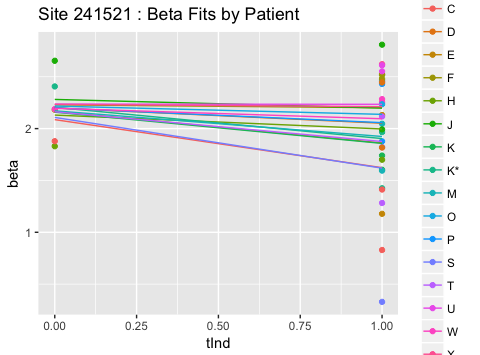 Site 241521 : Beta Fits by Patient
beta
2
1
0.00 0.25 0.50 0.75 1.00
tInd
C
D
E
F
H
J
K
K*
M
O
P
S
T
U
W